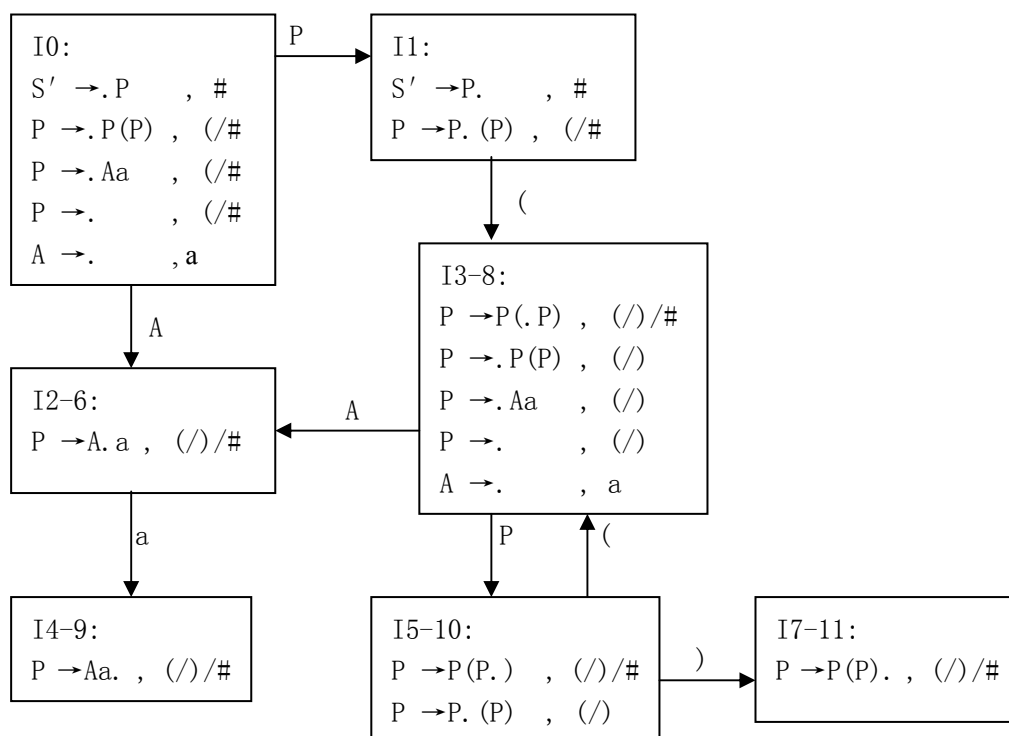 I0:
S′ →.P , #
P →.P(P) , (/#
P →.Aa , (/#
P →. , (/#
A →. ,a
P
I1:
S′ →P. , #
P →P.(P) , (/#
(
A
I3-8:
P →P(.P) , (/)/#
P →.P(P) , (/)
P →.Aa , (/)
P →. , (/)
A →. , a
I2-6:
P →A.a , (/)/#
A
a
P
(
I4-9:
P →Aa. , (/)/#
I5-10:
P →P(P.) , (/)/#
P →P.(P) , (/)
)
I7-11:
P →P(P). , (/)/#